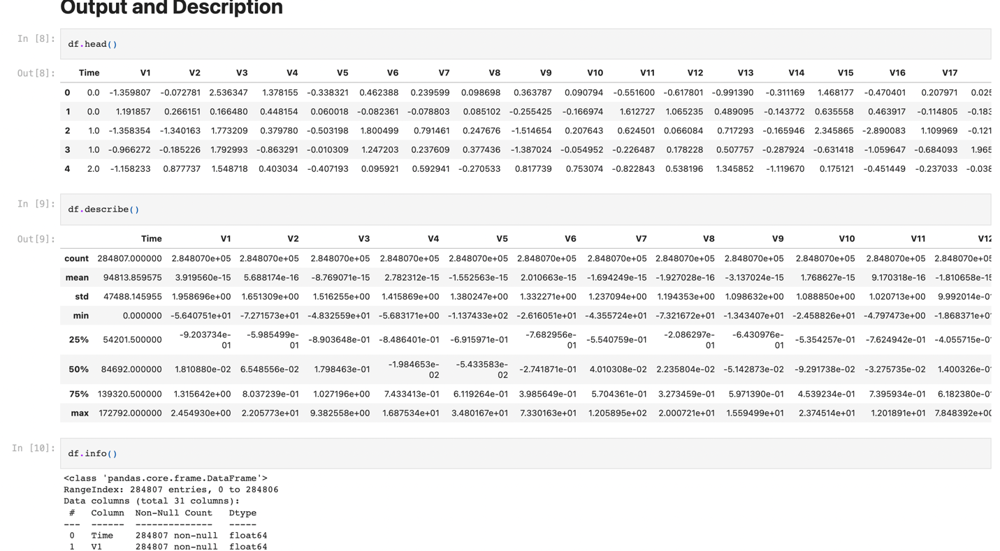 Output and Description
In [8]:
df.head()
Out[8]:
Time V1 V2 V3 V4 V5 V6 V7 V8 V9 V10 V11 V12 V13 V14 V15 V16 V17
0 0.0 -1.359807 -0.072781 2.536347 1.378155 -0.338321 0.462388 0.239599 0.098698 0.363787 0.090794 -0.551600 -0.617801 -0.991390 -0.311169 1.468177 -0.470401 0.207971 0.025
1 0.0 1.191857 0.266151 0.166480 0.448154 0.060018 -0.082361 -0.078803 0.085102 -0.255425 -0.166974 1.612727 1.065235 0.489095 -0.143772 0.635558 0.463917 -0.114805 -0.183
2 1.0 -1.358354 -1.340163 1.773209 0.379780 -0.503198 1.800499 0.791461 0.247676 -1.514654 0.207643 0.624501 0.066084 0.717293 -0.165946 2.345865 -2.890083 1.109969 -0.121
3 1.0 -0.966272 -0.185226 1.792993 -0.863291 -0.010309 1.247203 0.237609 0.377436 -1.387024 -0.054952 -0.226487 0.178228 0.507757 -0.287924 -0.631418 -1.059647 -0.684093 1.965
4 2.0 -1.158233 0.877737 1.548718 0.403034 -0.407193 0.095921 0.592941 -0.270533 0.817739 0.753074 -0.822843 0.538196 1.345852 -1.119670 0.175121 -0.451449 -0.237033 -0.038
In [9]:
df.describe()
Out[9]:
Time V1 V2 V3 V4 V5 V6 V7 V8 V9 V10 V11 V12
count 284807.000000 2.848070e+05 2.848070e+05 2.848070e+05 2.848070e+05 2.848070e+05 2.848070e+05 2.848070e+05 2.848070e+05 2.848070e+05 2.848070e+05 2.848070e+05 2.848070e+05
mean 94813.859575 3.919560e-15 5.688174e-16 -8.769071e-15 2.782312e-15 -1.552563e-15 2.010663e-15 -1.694249e-15 -1.927028e-16 -3.137024e-15 1.768627e-15 9.170318e-16 -1.810658e-15
std 47488.145955 1.958696e+00 1.651309e+00 1.516255e+00 1.415869e+00 1.380247e+00 1.332271e+00 1.237094e+00 1.194353e+00 1.098632e+00 1.088850e+00 1.020713e+00 9.992014e-01
min 0.000000 -5.640751e+01 -7.271573e+01 -4.832559e+01 -5.683171e+00 -1.137433e+02 -2.616051e+01 -4.355724e+01 -7.321672e+01 -1.343407e+01 -2.458826e+01 -4.797473e+00 -1.868371e+01
25% 54201.500000 -9.203734e-01 -5.985499e-01 -8.903648e-01 -8.486401e-01 -6.915971e-01 -7.682956e-01 -5.540759e-01 -2.086297e-01 -6.430976e-01 -5.354257e-01 -7.624942e-01 -4.055715e-01
50% 84692.000000 1.810880e-02 6.548556e-02 1.798463e-01 -1.984653e-02 -5.433583e-02 -2.741871e-01 4.010308e-02 2.235804e-02 -5.142873e-02 -9.291738e-02 -3.275735e-02 1.400326e-01
75% 139320.500000 1.315642e+00 8.037239e-01 1.027196e+00 7.433413e-01 6.119264e-01 3.985649e-01 5.704361e-01 3.273459e-01 5.971390e-01 4.539234e-01 7.395934e-01 6.182380e-01
max 172792.000000 2.454930e+00 2.205773e+01 9.382558e+00 1.687534e+01 3.480167e+01 7.330163e+01 1.205895e+02 2.000721e+01 1.559499e+01 2.374514e+01 1.201891e+01 7.848392e+00
In [10]:
df.info()
<class 'pandas.core.frame.DataFrame'>
RangeIndex: 284807 entries, 0 to 284806
Data columns (total 31 columns):
# Column Non-Null Count Dtype
--- ------ -------------- -----
0 Time 284807 non-null float64
1 V1 284807 non-null float64